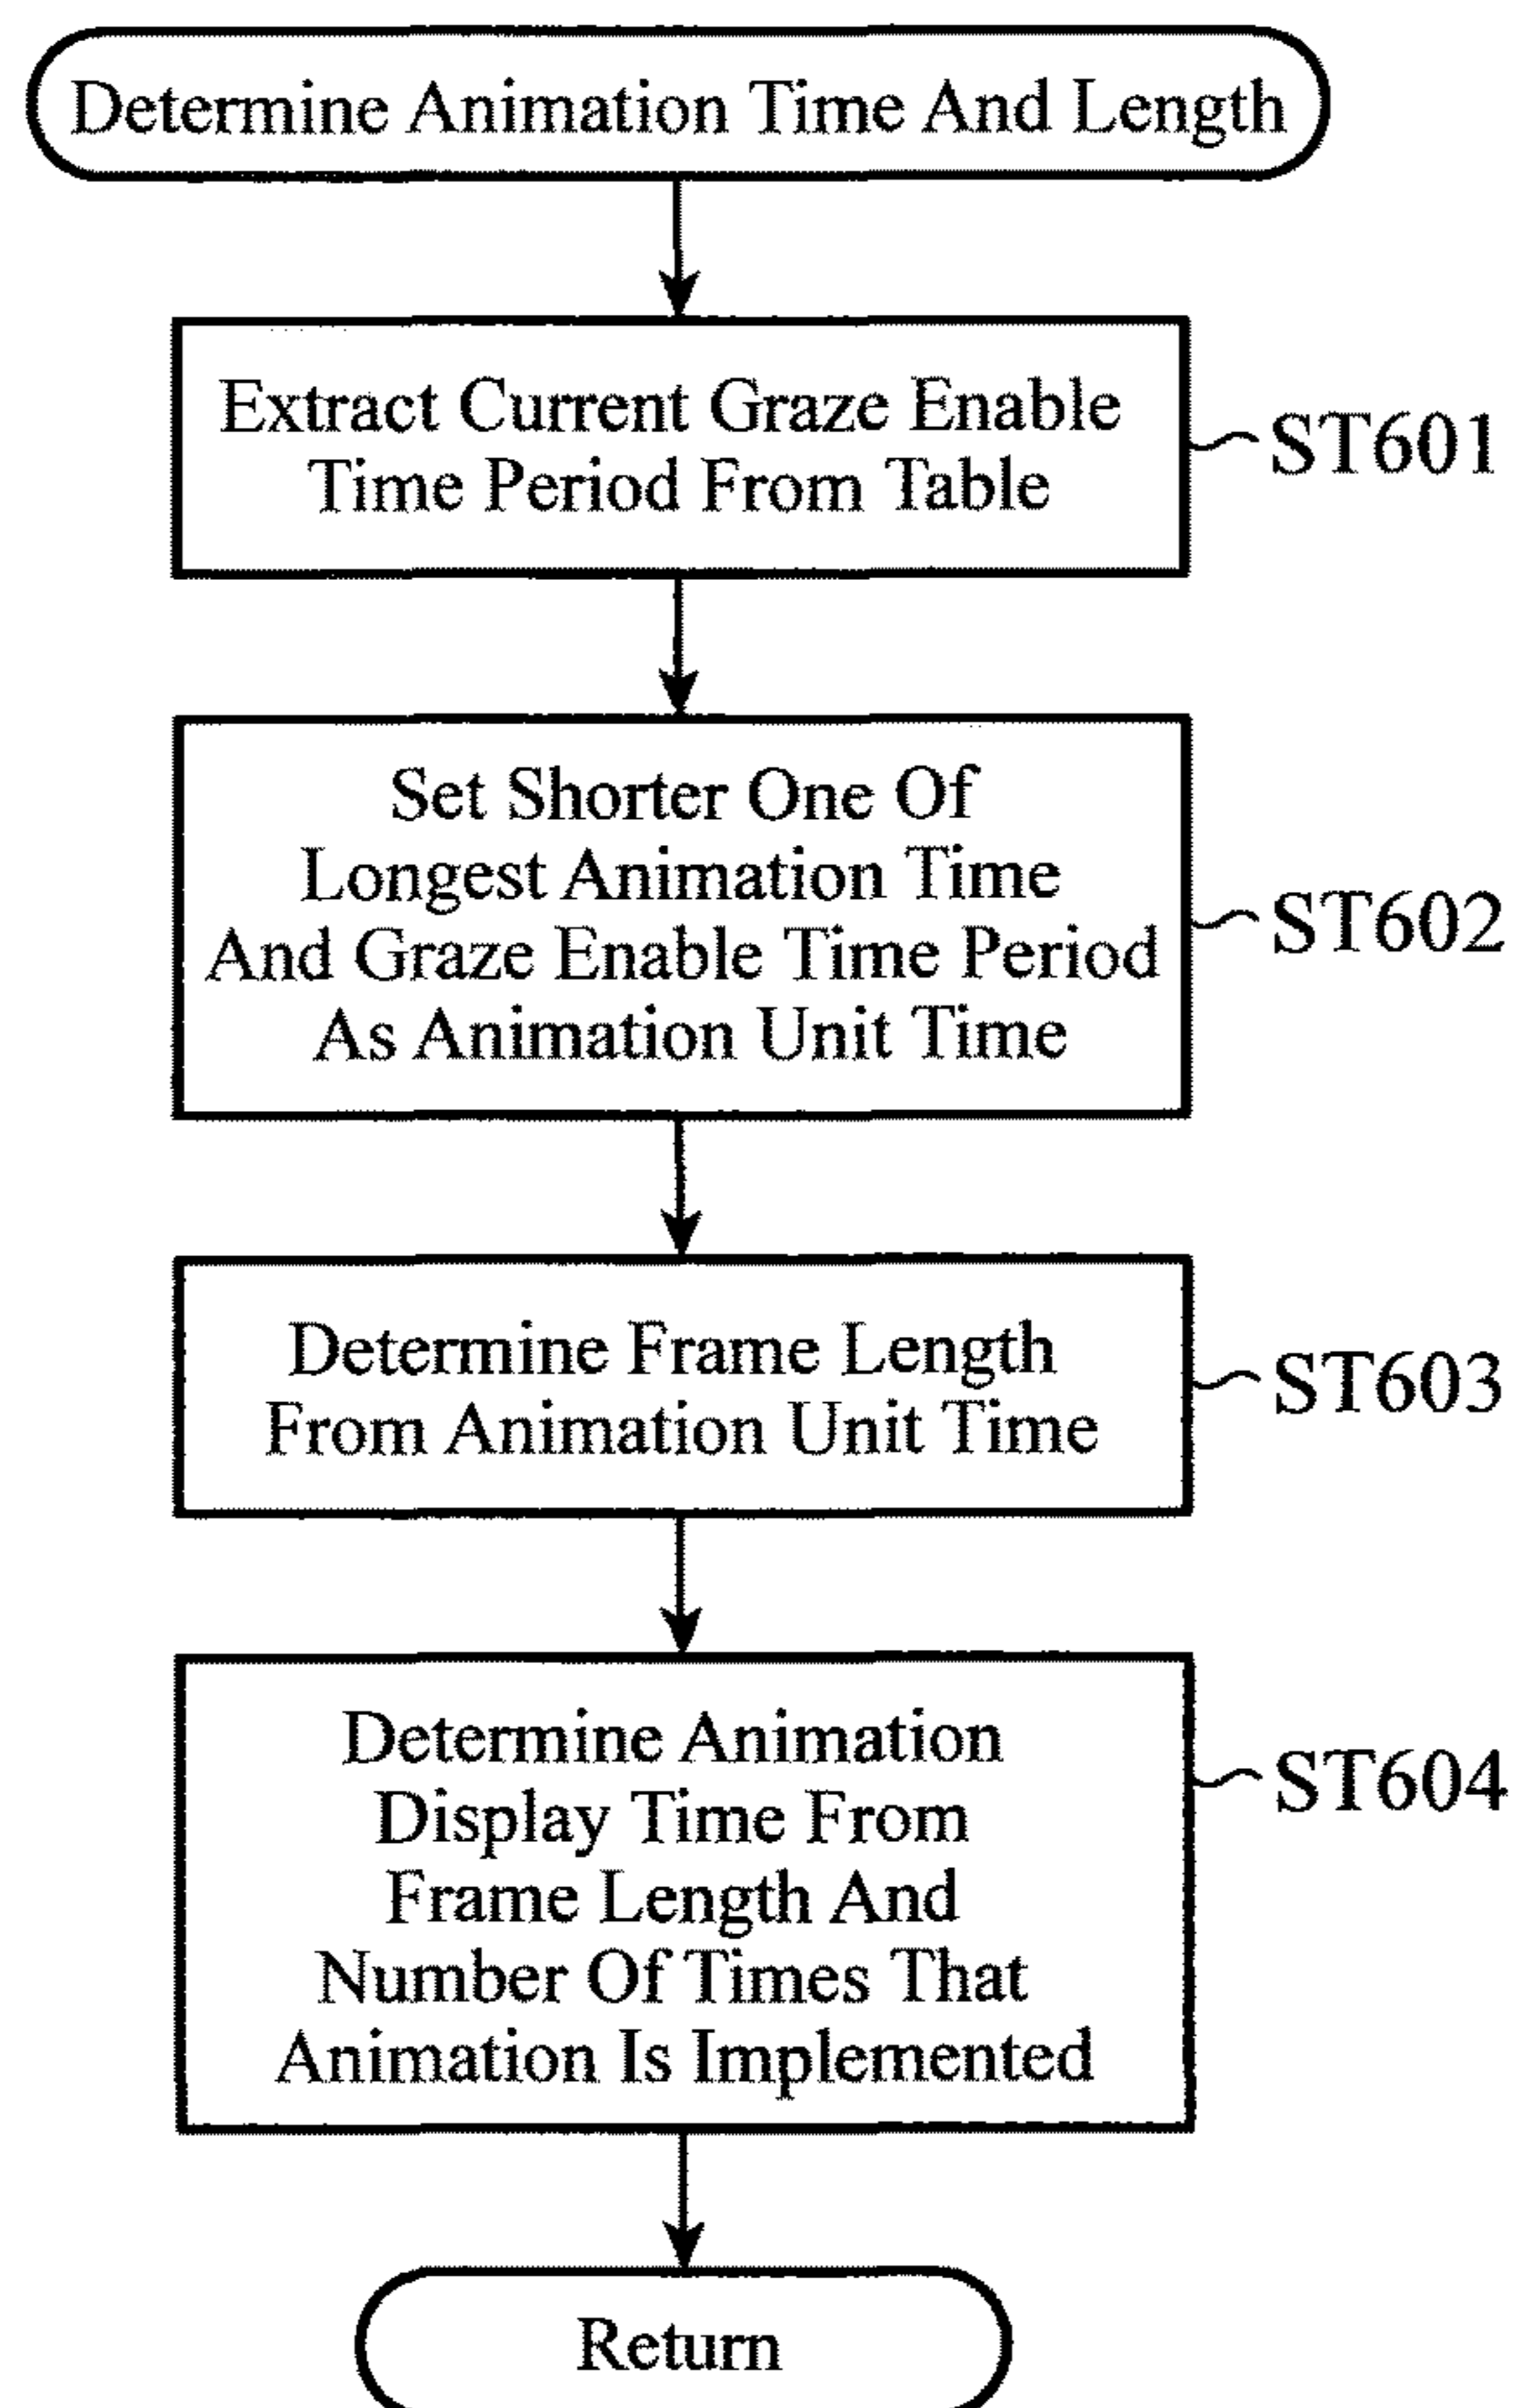 Determine Animation Time And Length
Extract Current Graze Enable
Time Period From Table
ST601
Set Shorter One Of
Longest Animation Time
And Graze Enable Time Period
As Animation Unit Time
ST602
Determine Frame Length
From Animation Unit Time
ST603
Determine Animation
Display Time From
Frame Length And
Number Of Times That
Animation Is Implemented
ST604
Return